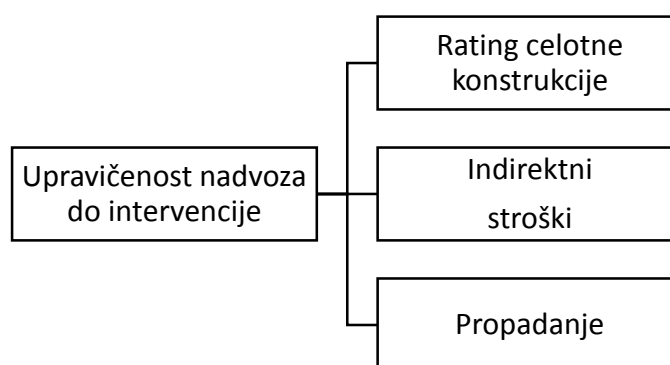 Rating celotne
konstrukcije
Upravičenost nadvoza
do intervencije
Indirektni
stroški
Propadanje